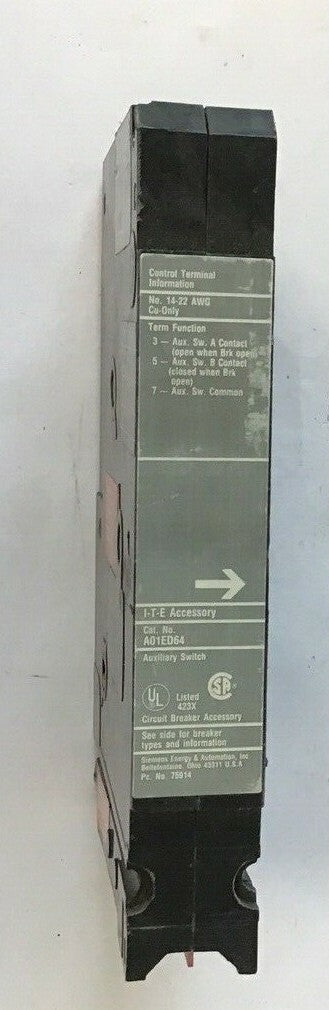 Control Terminal
Information
No. 14-22 AWG
Cu-Only
Term Function
3 — Aux. Sw. A Contact
(open when Brk open)
5 — Aux. Sw. B Contact
(closed when Brk
open)
7 — Aux. Sw. Common
I-T-E Accessory
Cat. No.
A01ED64
Auxiliary Switch
UL Listed SA
423X
Circuit Breaker Accessory
See side for breaker
types and information
Siemens Energy & Automation, Inc
Bellefontaine, Ohio 43311 U.S.A
Pc. No. 75914